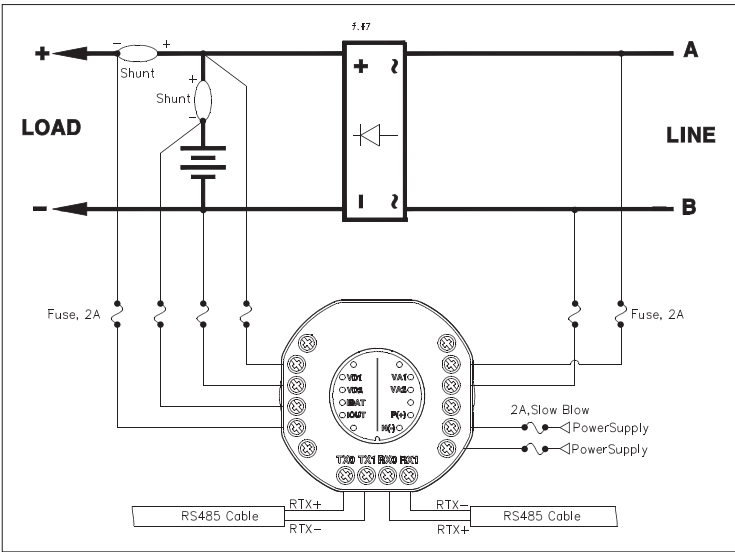 +
-
+
Shunt
+
Shunt
-
+
~
-
~
A
B
LOAD
LINE
-
Fuse, 2A
Fuse, 2A
VD1
VD2
IBAT
IOUT
VA1
VA2
P(+)
N(-)
2A,Slow Blow
PowerSupply
PowerSupply
TX0 TX1 RX0 RX1
RTX+
RTX-
RS485 Cable
RTX-
RTX+
RS485 Cable